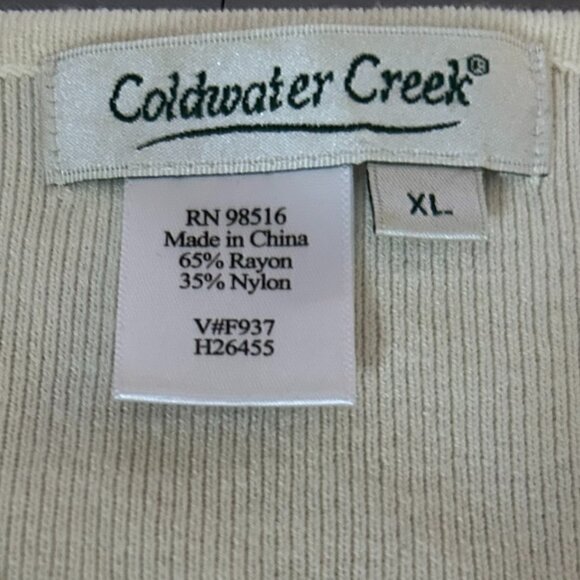 Coldwater Creek®
XL
RN 98516
Made in China
65% Rayon
35% Nylon
V#F937
H26455